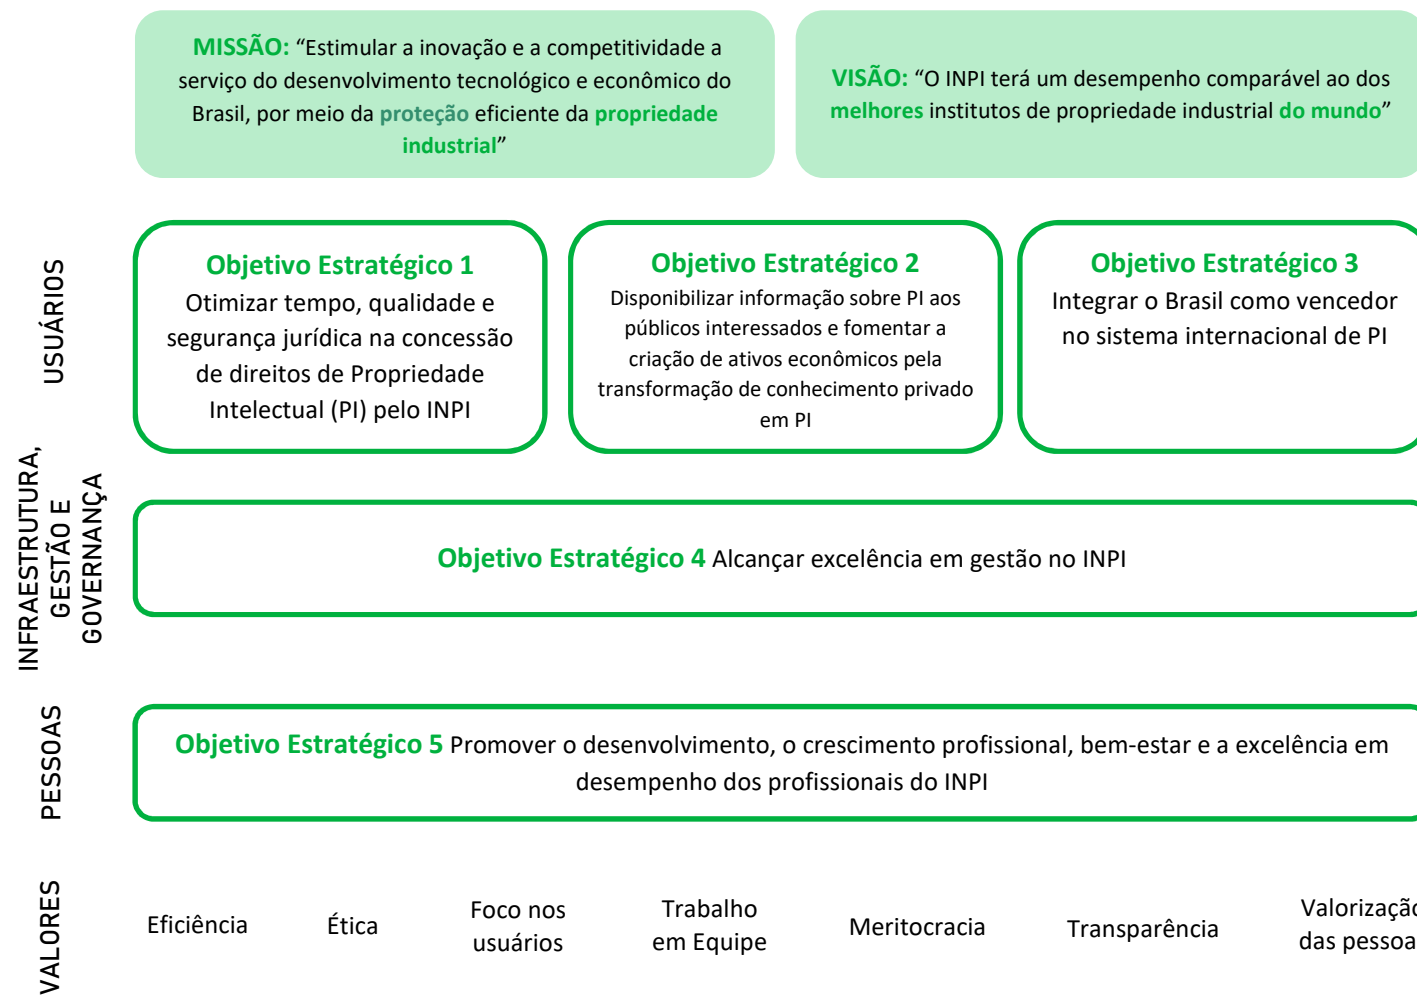 MISSÃO: “Estimular a inovação e a competitividade a
serviço do desenvolvimento tecnológico e econômico do
Brasil, por meio da proteção eficiente da propriedade
industrial”
VISÃO: “O INPI terá um desempenho comparável ao dos
melhores institutos de propriedade industrial do mundo”
USUÁRIOS
Objetivo Estratégico 1
Otimizar tempo, qualidade e
segurança jurídica na concessão
de direitos de Propriedade
Intelectual (PI) pelo INPI
Objetivo Estratégico 2
Disponibilizar informação sobre PI aos
públicos interessados e fomentar a
criação de ativos econômicos pela
transformação de conhecimento privado
em PI
Objetivo Estratégico 3
Integrar o Brasil como vencedor
no sistema internacional de PI
INFRAESTRUTURA,
GESTÃO E
GOVERNANÇA
Objetivo Estratégico 4 Alcançar excelência em gestão no INPI
PESSOAS
Objetivo Estratégico 5 Promover o desenvolvimento, o crescimento profissional, bem-estar e a excelência em
desempenho dos profissionais do INPI
VALORES
Eficiência
Ética
Foco nos
usuários
Trabalho
em Equipe
Meritocracia
Transparência
Valorização
das pessoa